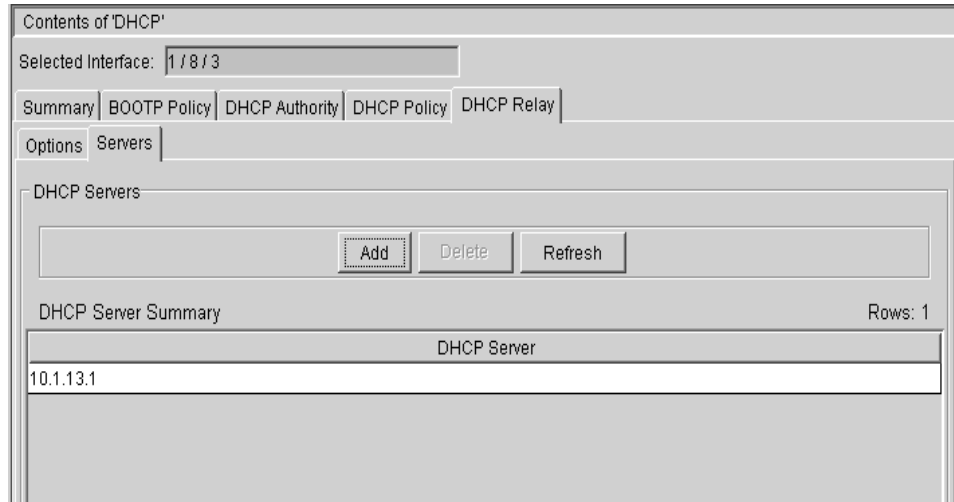 Contents of 'DHCP'
Selected Interface: 1 / 8 / 3
Summary BOOTP Policy DHCP Authority DHCP Policy DHCP Relay
Options Servers
DHCP Servers
Add Delete Refresh
DHCP Server Summary Rows: 1
DHCP Server
10.1.13.1